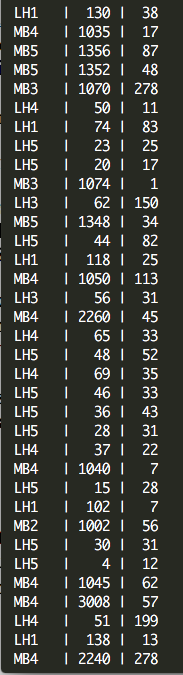 LH1 | 130 | 38
MB4 | 1035 | 17
MB5 | 1356 | 87
MB5 | 1352 | 48
MB3 | 1070 | 278
LH4 | 50 | 11
LH1 | 74 | 83
LH5 | 23 | 25
LH5 | 20 | 17
MB3 | 1074 | 1
LH3 | 62 | 150
MB5 | 1348 | 34
LH5 | 44 | 82
LH1 | 118 | 25
MB4 | 1050 | 113
LH3 | 56 | 31
MB4 | 2260 | 45
LH4 | 65 | 33
LH5 | 48 | 52
LH4 | 69 | 35
LH5 | 46 | 33
LH5 | 36 | 43
LH5 | 28 | 31
LH4 | 37 | 22
MB4 | 1040 | 7
LH5 | 15 | 28
LH1 | 102 | 7
MB2 | 1002 | 56
LH5 | 30 | 31
LH5 | 4 | 12
MB4 | 1045 | 62
MB4 | 3008 | 57
LH4 | 51 | 199
LH1 | 138 | 13
MB4 | 2240 | 278